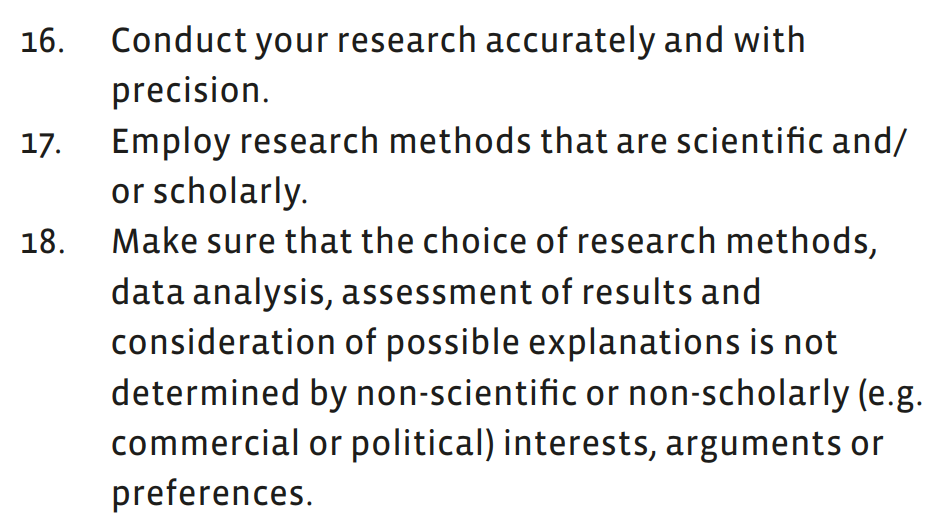 16. Conduct your research accurately and with
precision.
17. Employ research methods that are scientific and/
or scholarly.
18. Make sure that the choice of research methods,
data analysis, assessment of results and
consideration of possible explanations is not
determined by non-scientific or non-scholarly (e.g.
commercial or political) interests, arguments or
preferences.